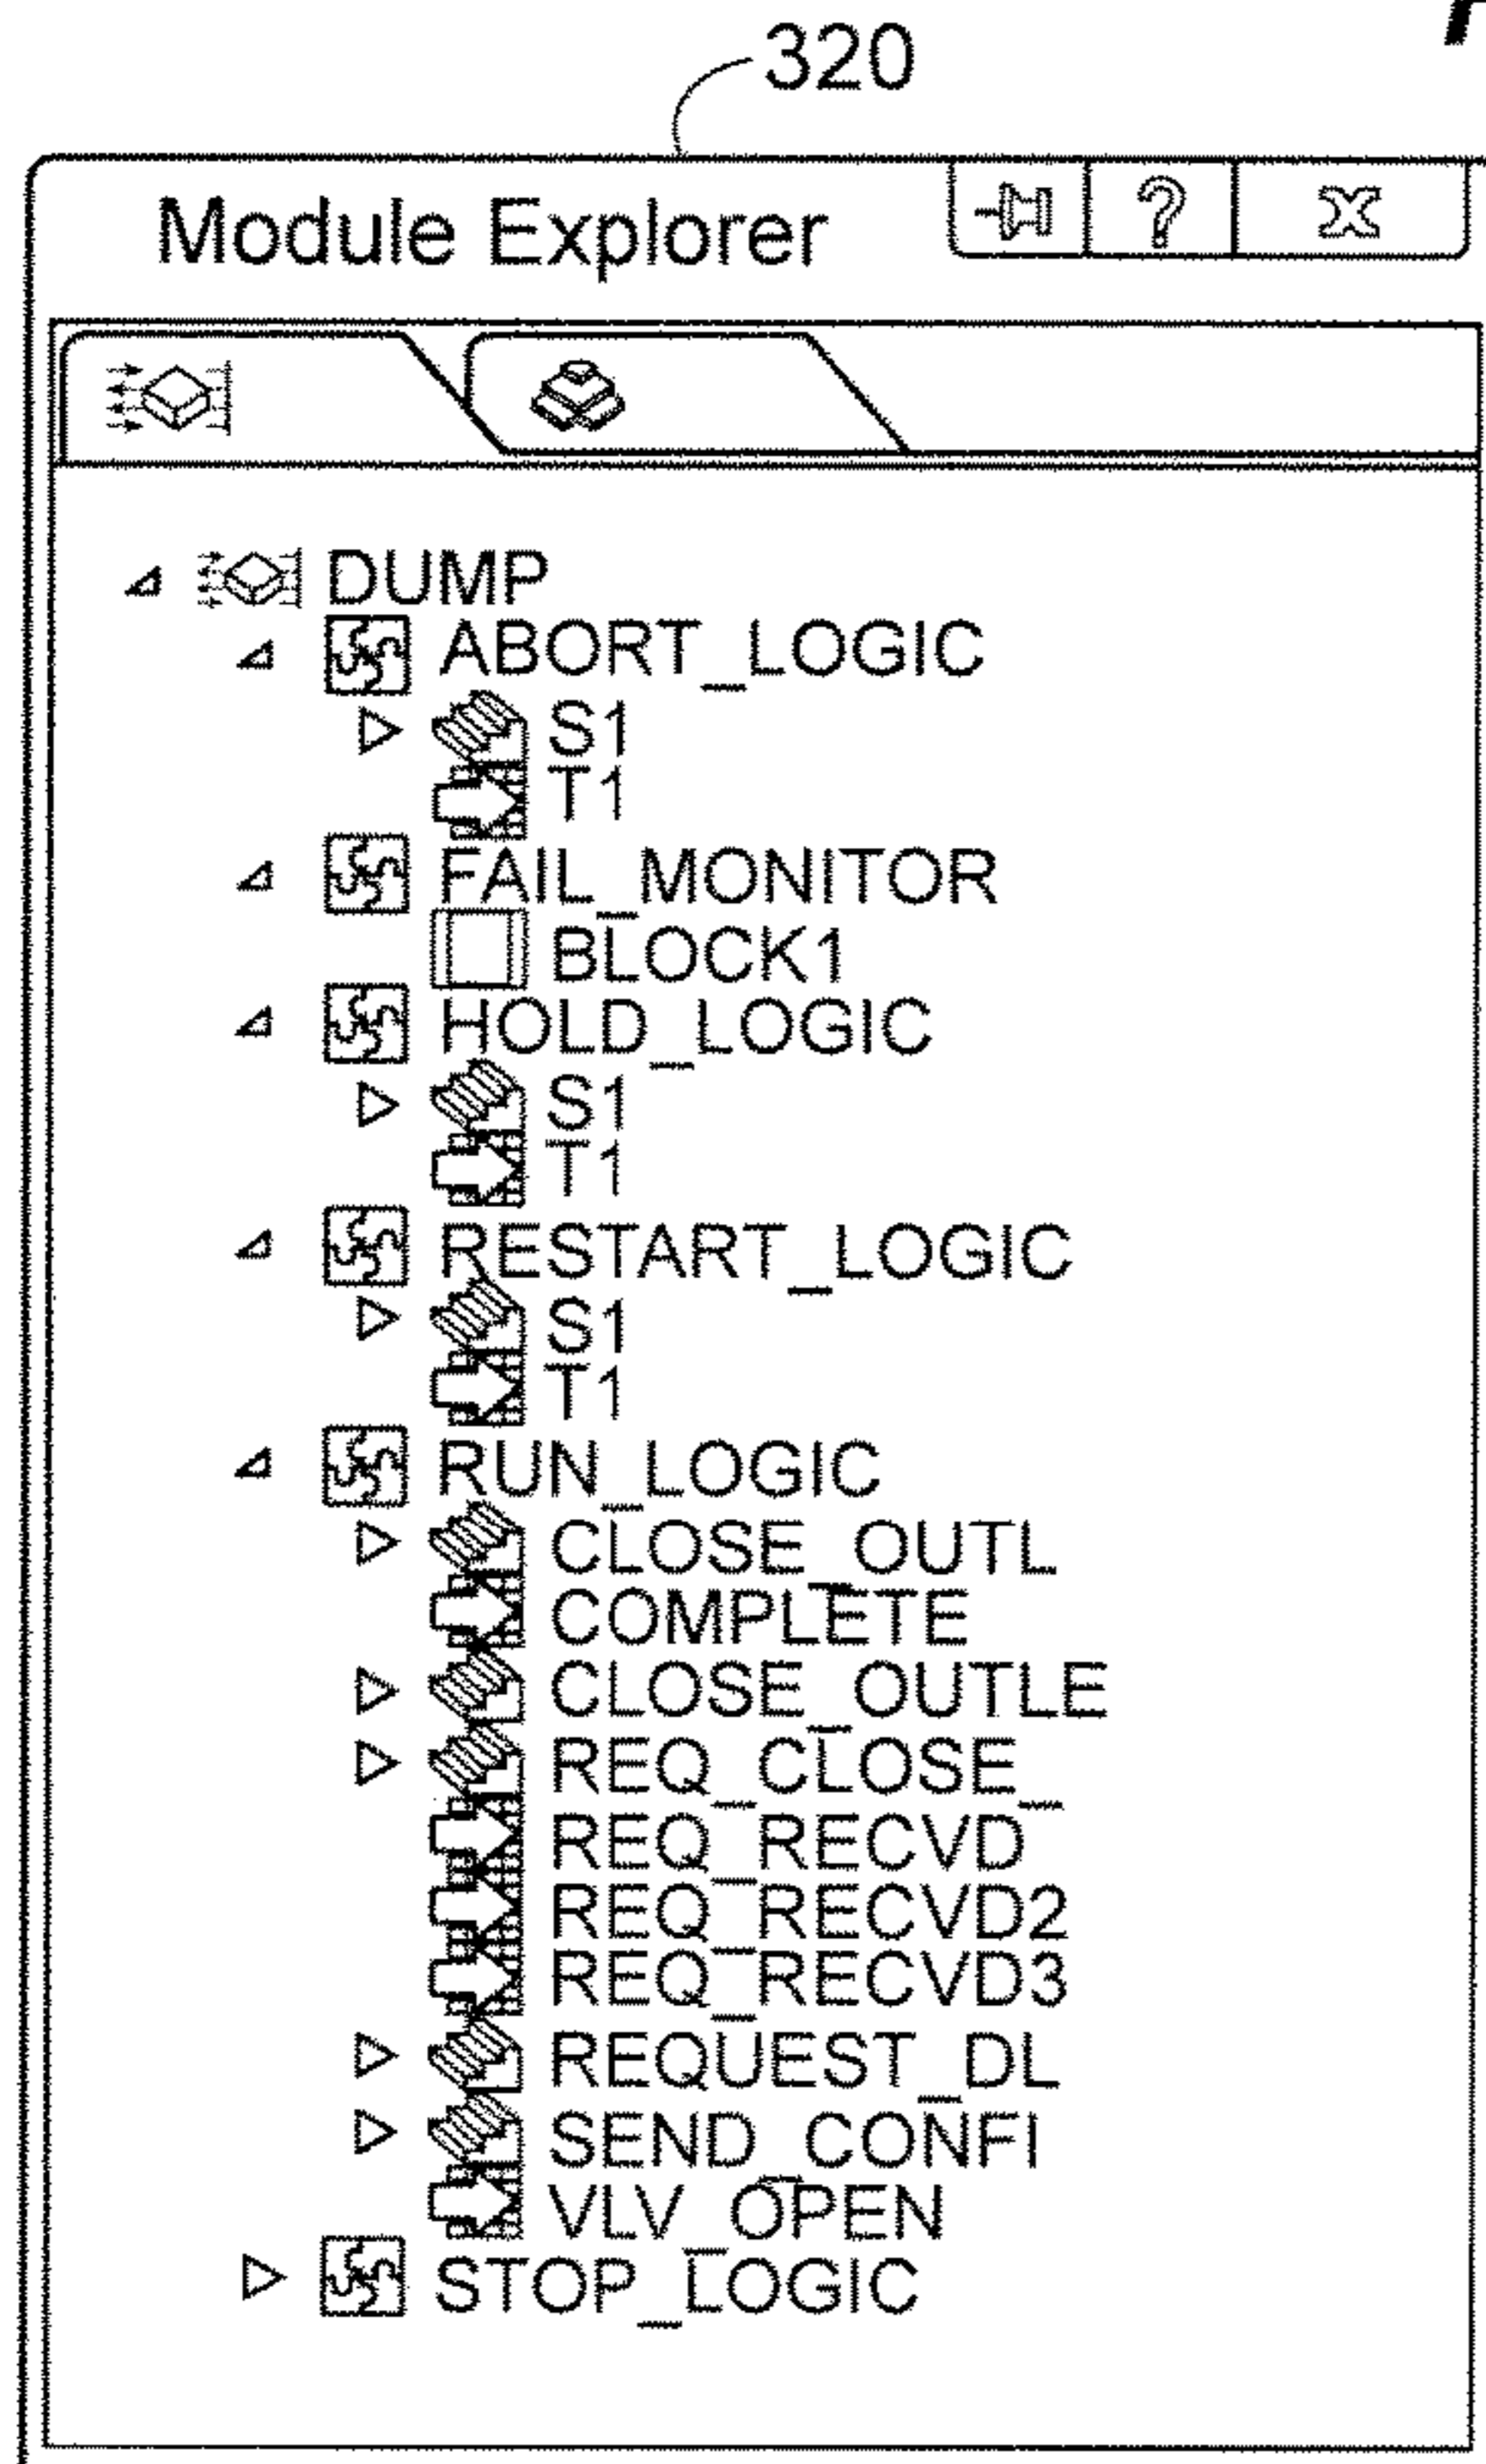 320
Module Explorer
?
X
DUMP
ABORT_LOGIC
S1
T1
FAIL_MONITOR
BLOCK1
HOLD_LOGIC
S1
T1
RESTART_LOGIC
S1
T1
RUN_LOGIC
CLOSE_OUTL
COMPLETE
CLOSE_OUTLE
REQ_CLOSE_
REQ_RECVD
REQ_RECVD2
REQ_RECVD3
REQUEST_DL
SEND_CONFI
VLV_OPEN
STOP_LOGIC